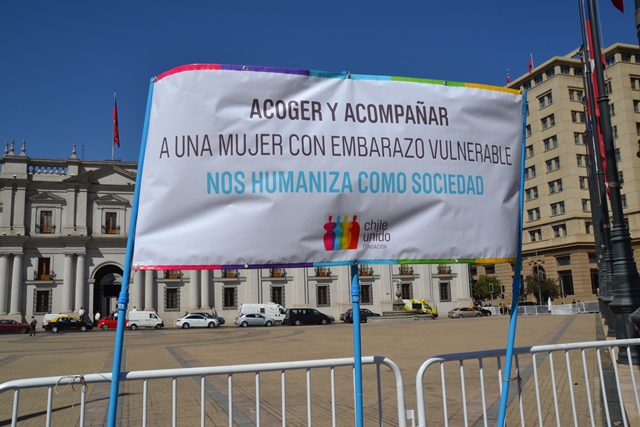 ACOGER Y ACOMPAÑAR
A UNA MUJER CON EMBARAZO VULNERABLE
NOS HUMANIZA COMO SOCIEDAD
chile
unido
FUNDACIÓN